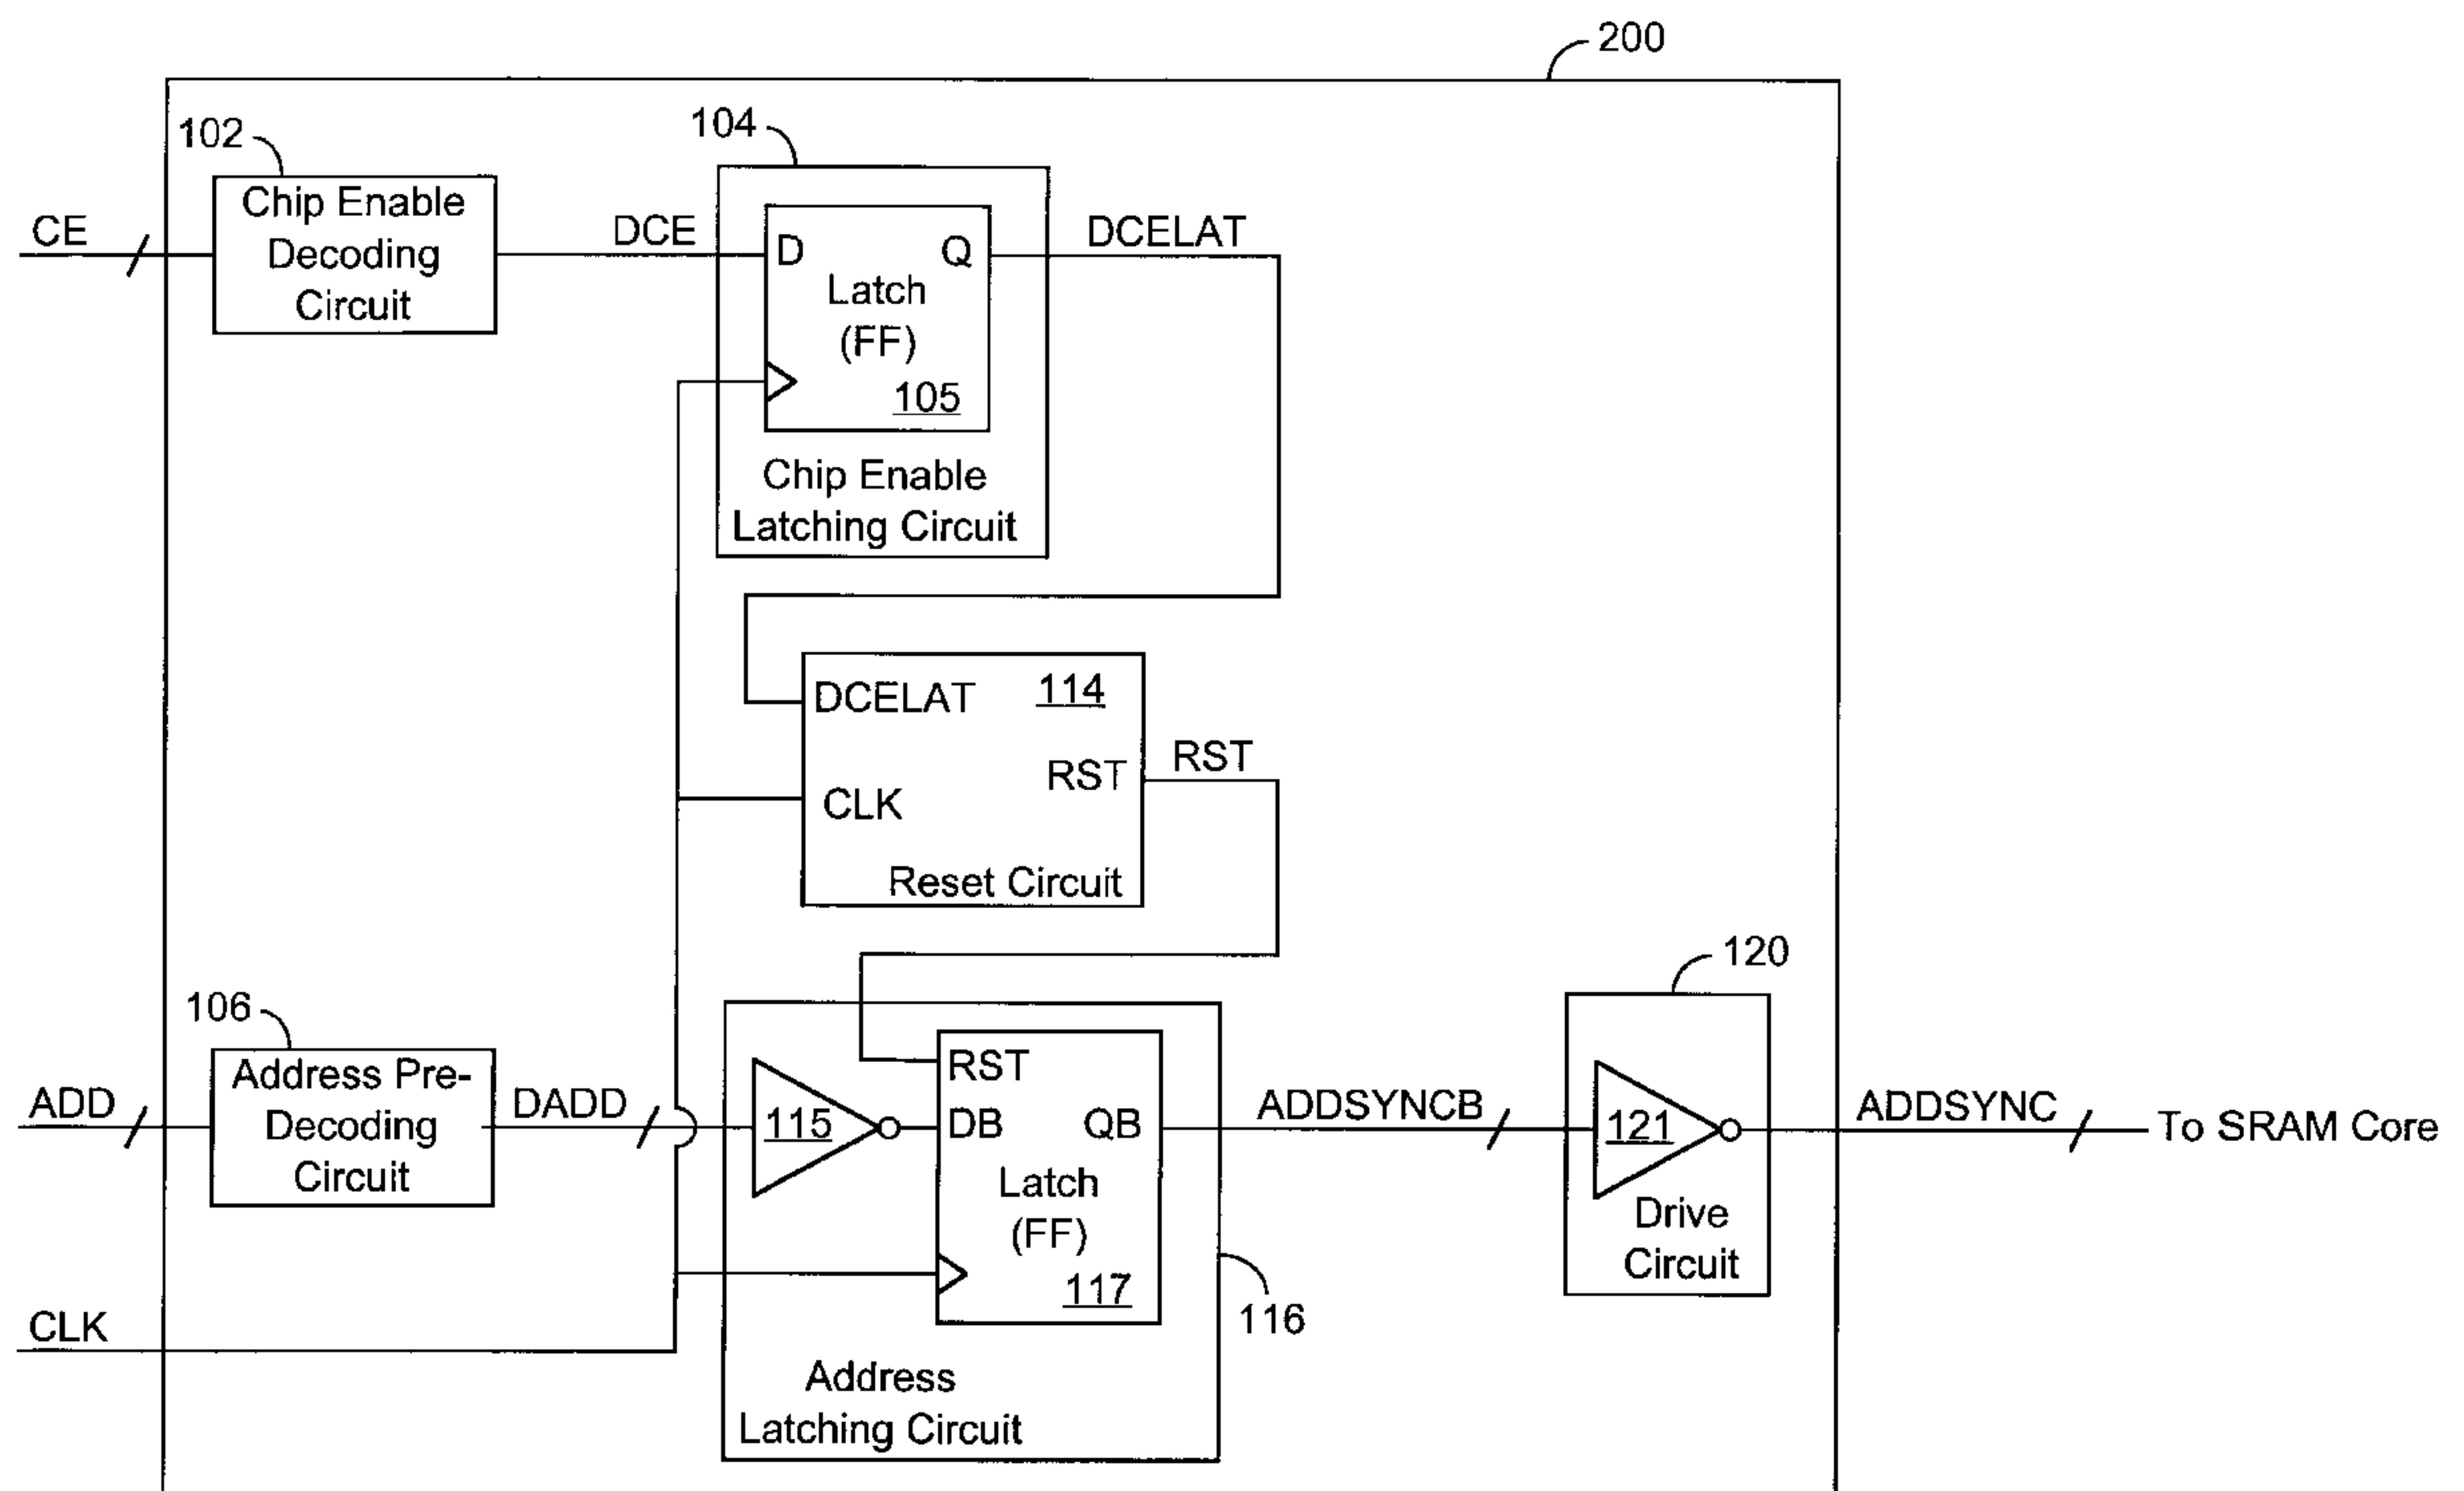 200
102
104
Chip Enable
Decoding
Circuit
CE
DCE
D
Q
DCELAT
Latch
(FF)
105
Chip Enable
Latching Circuit
DCELAT
114
RST
RST
CLK
Reset Circuit
120
106
Address Pre-
Decoding
Circuit
ADD
DADD
115
RST
DB
QB
Latch
(FF)
117
ADDSYNCB
121
ADDSYNC
To SRAM Core
Drive
Circuit
116
CLK
Address
Latching Circuit